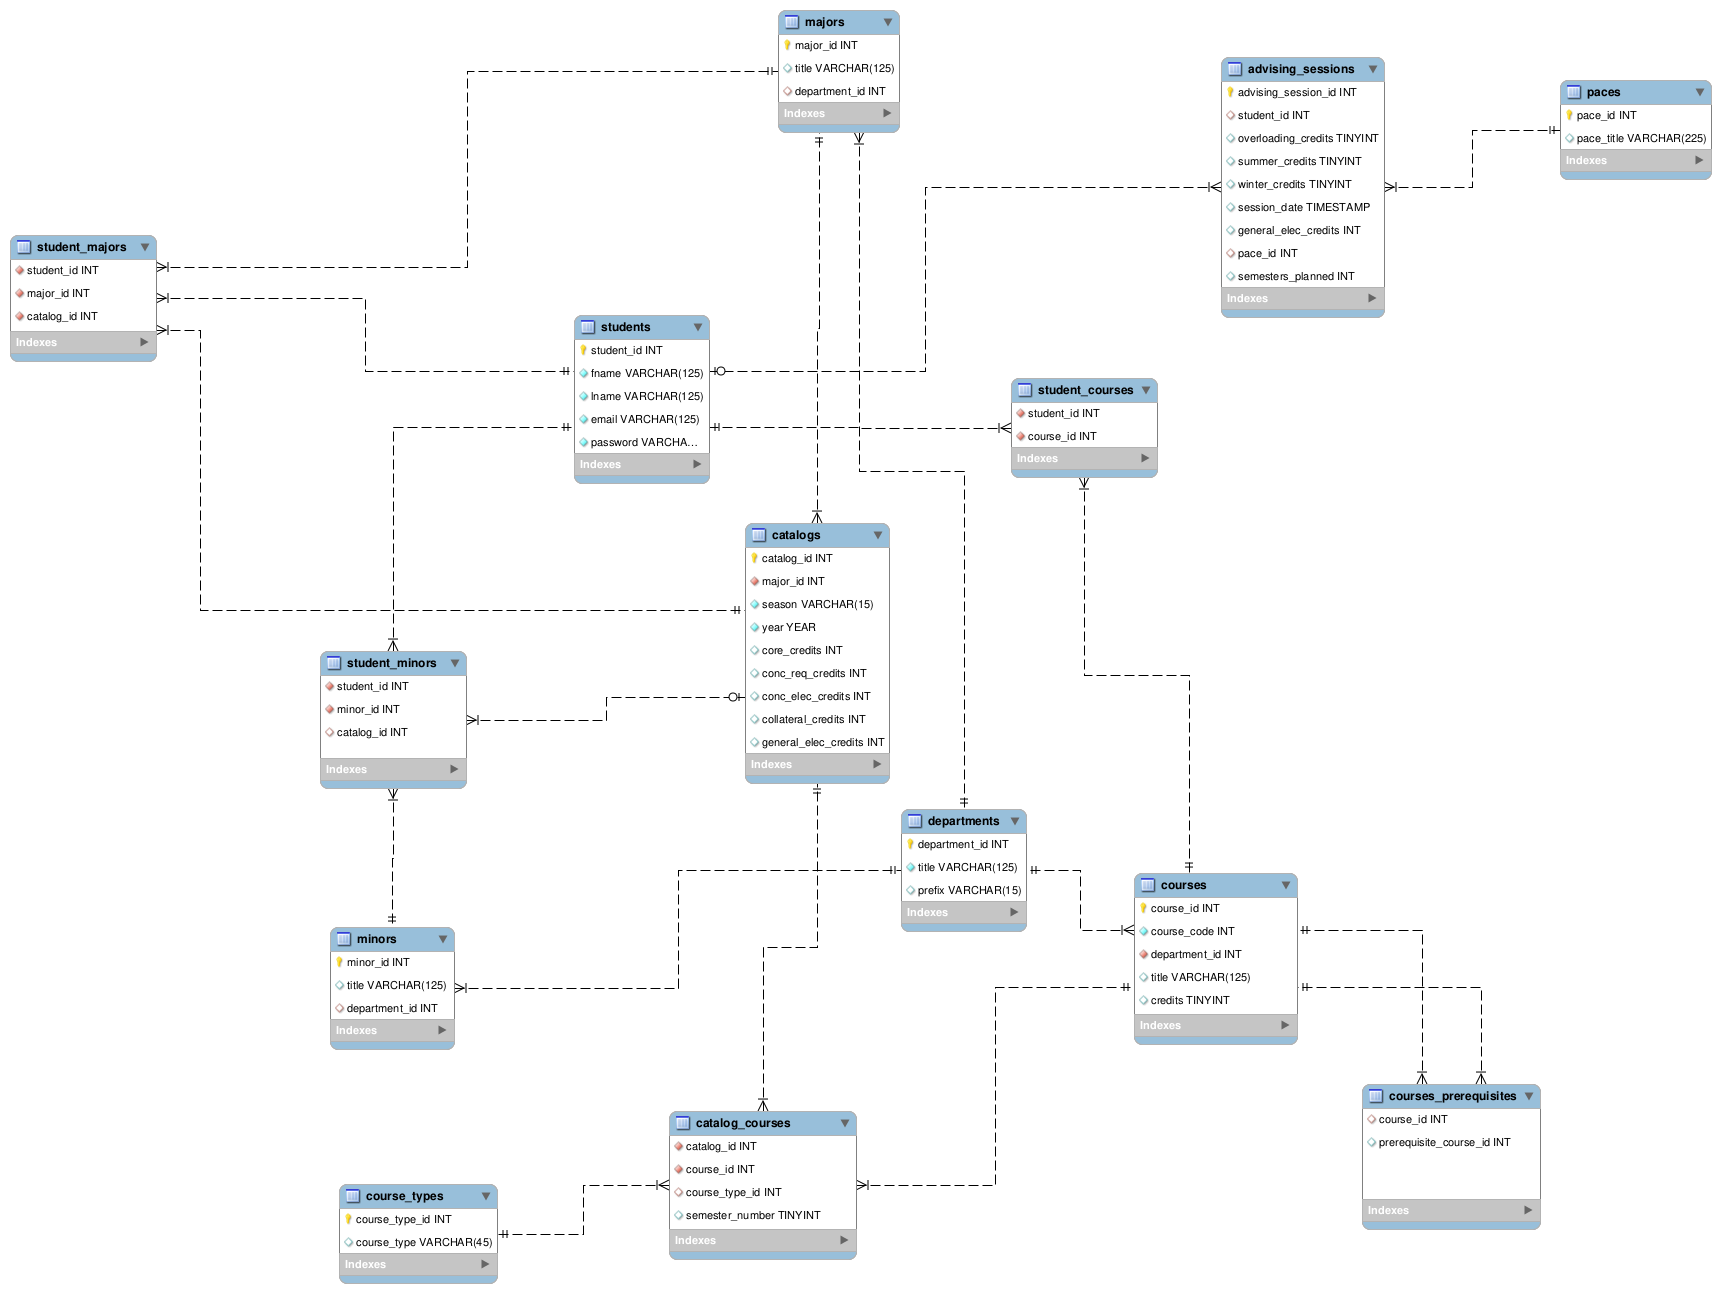 majors
major_id INT
title VARCHAR(125)
department_id INT
Indexes
advising_sessions
advising_session_id INT
student_id INT
overloading_credits TINYINT
summer_credits TINYINT
winter_credits TINYINT
session_date TIMESTAMP
general_elec_credits INT
pace_id INT
semesters_planned INT
Indexes
paces
pace_id INT
pace_title VARCHAR(225)
Indexes
student_majors
student_id INT
major_id INT
catalog_id INT
Indexes
students
student_id INT
fname VARCHAR(125)
lname VARCHAR(125)
email VARCHAR(125)
password VARCHA...
Indexes
student_courses
student_id INT
course_id INT
Indexes
catalogs
catalog_id INT
major_id INT
season VARCHAR(15)
year YEAR
core_credits INT
conc_req_credits INT
conc_elec_credits INT
collateral_credits INT
general_elec_credits INT
Indexes
student_minors
student_id INT
minor_id INT
catalog_id INT
Indexes
departments
department_id INT
title VARCHAR(125)
prefix VARCHAR(15)
Indexes
courses
course_id INT
course_code INT
department_id INT
title VARCHAR(125)
credits TINYINT
Indexes
minors
minor_id INT
title VARCHAR(125)
department_id INT
Indexes
courses_prerequisites
course_id INT
prerequisite_course_id INT
Indexes
catalog_courses
catalog_id INT
course_id INT
course_type_id INT
semester_number TINYINT
Indexes
course_types
course_type_id INT
course_type VARCHAR(45)
Indexes